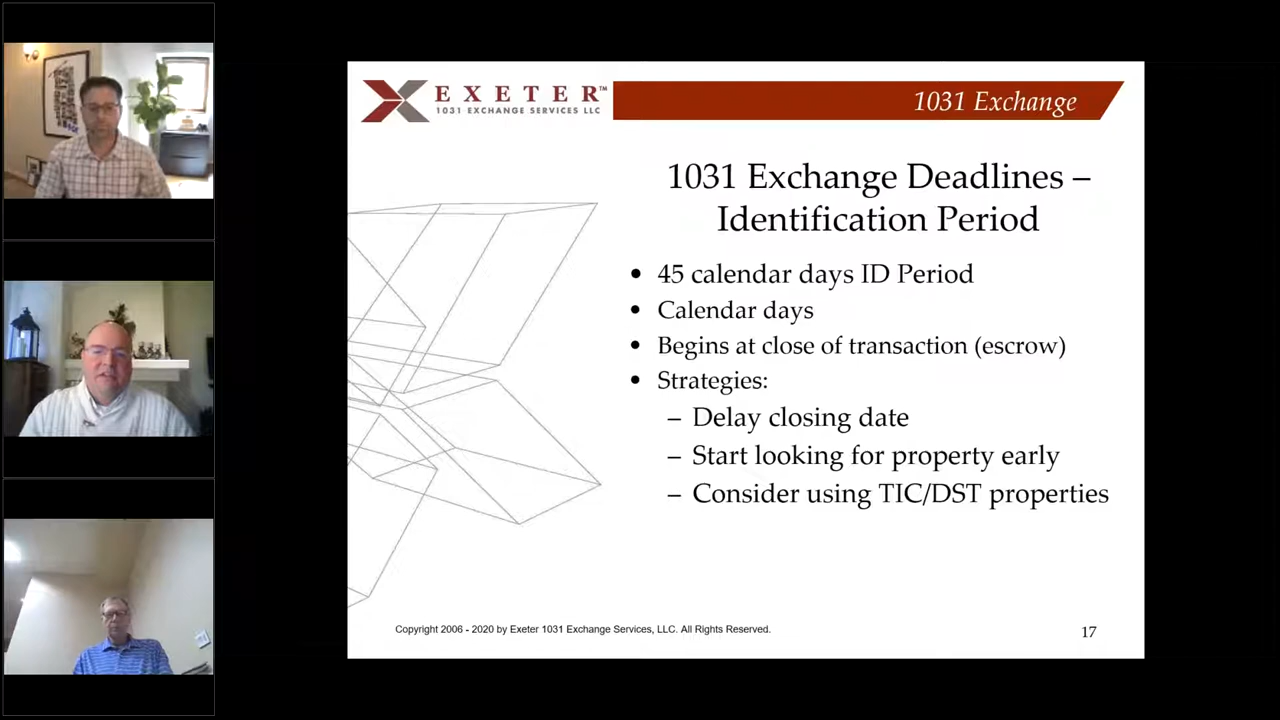 EXETER™
1031 EXCHANGE SERVICES LLC
1031 Exchange
1031 Exchange Deadlines –
Identification Period
• 45 calendar days ID Period
• Calendar days
• Begins at close of transaction (escrow)
• Strategies:
– Delay closing date
– Start looking for property early
– Consider using TIC/DST properties
Copyright 2006 - 2020 by Exeter 1031 Exchange Services, LLC. All Rights Reserved.
17